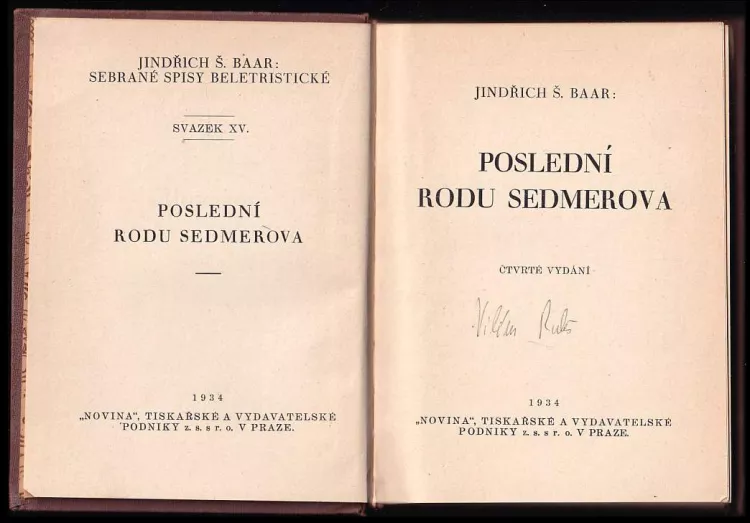 JINDŘICH Š. BAAR:
SEBRANÉ SPISY BELETRISTICKÉ
SVAZEK XV.
POSLEDNÍ
RODU SEDMEROVA
1934
„NOVINA", TISKAŘSKÉ A VYDAVATELSKÉ
PODNIKY z. s. s r. o. V PRAZE.
JINDŘICH Š. BAAR:
POSLEDNÍ
RODU SEDMEROVA
ČTVRTÉ VYDÁNÍ
Vilém
1934
„NOVINA", TISKAŘSKÉ A VYDAVATELSKÉ
PODNIKY z. s. s r. o. V PRAZE.